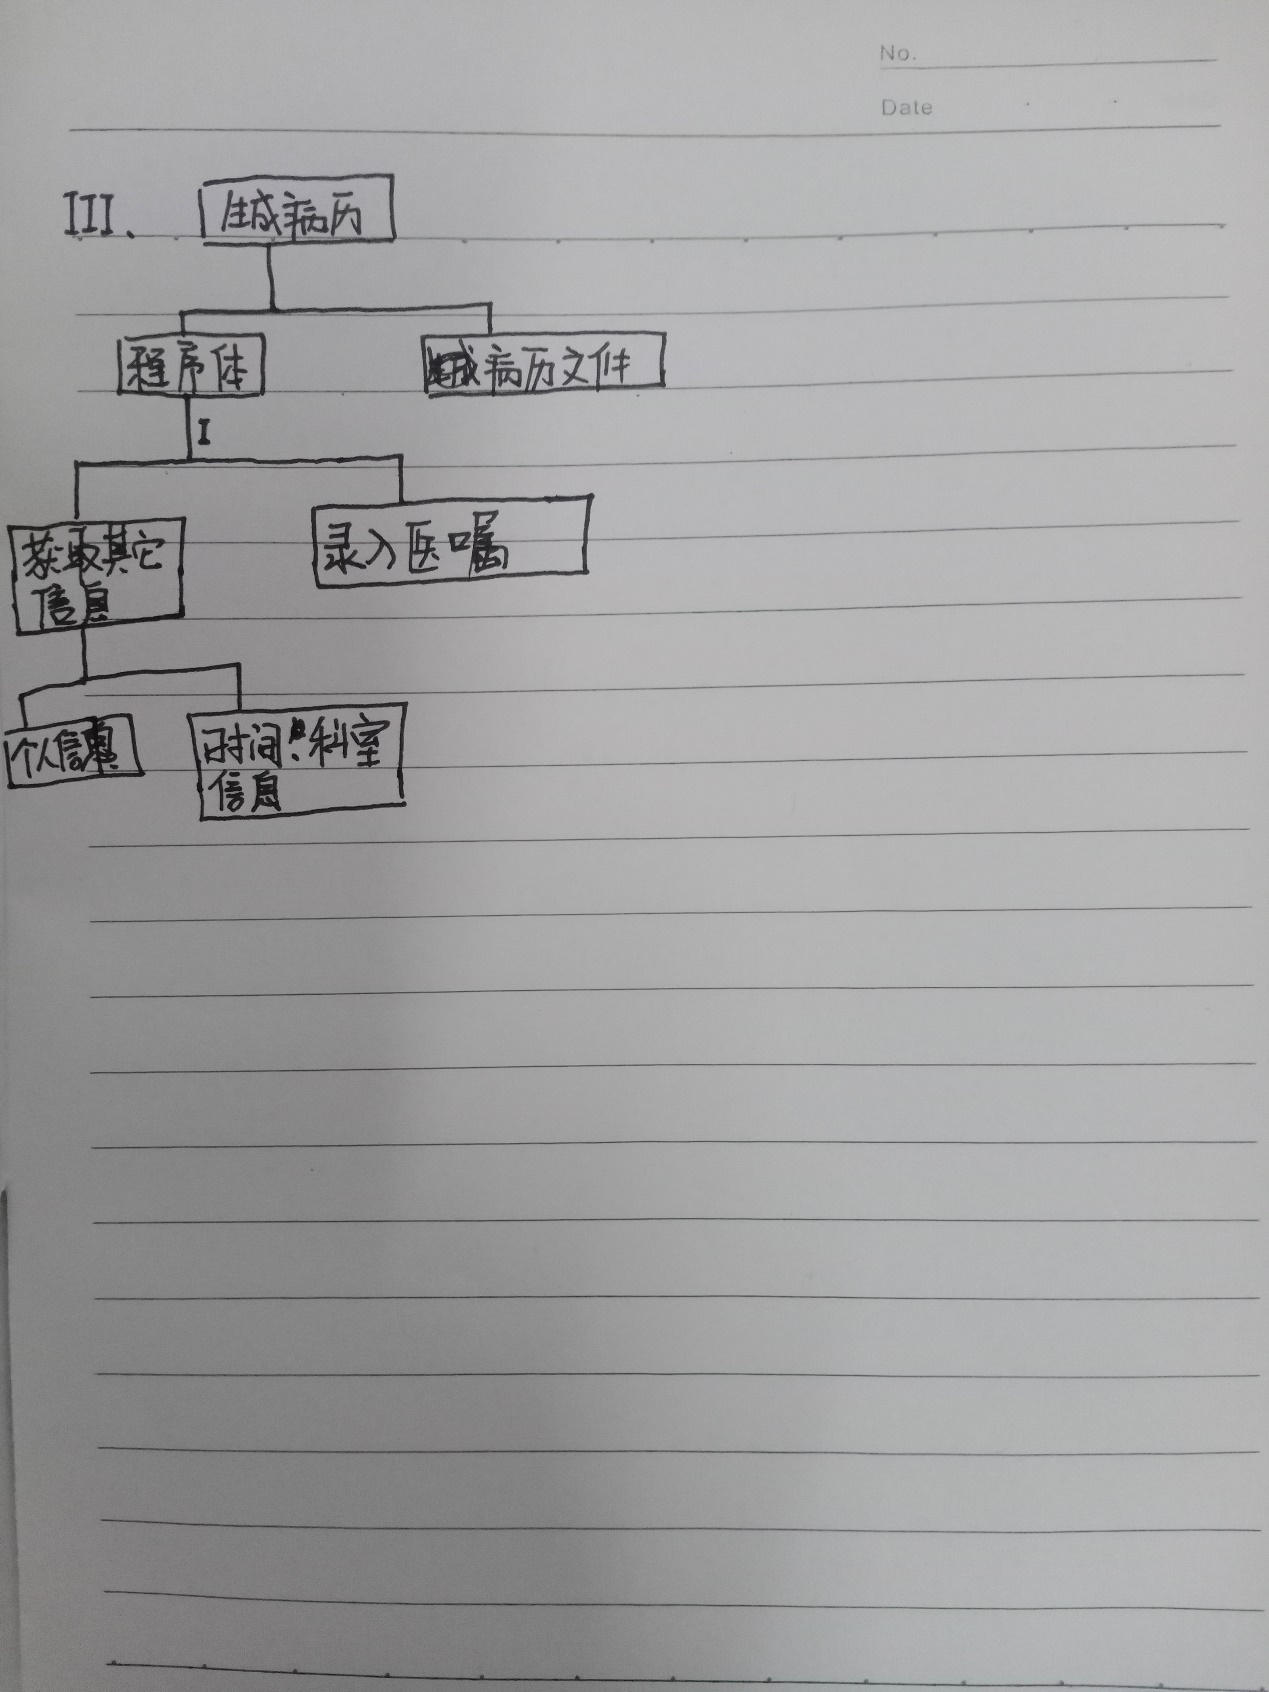 No.
Date
III、
生成病历
程序体
生成病历文件
I
获取其它
信息
录入医嘱
个人信息
时间、科室
信息